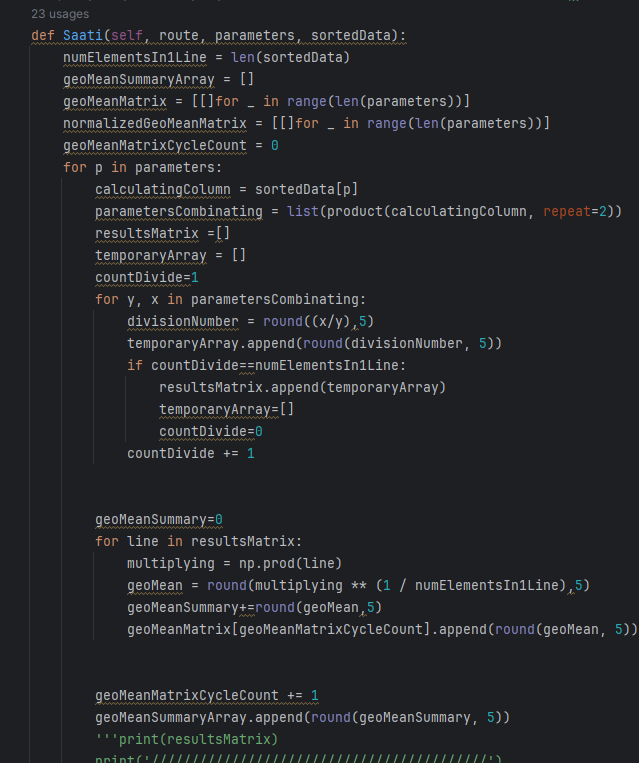 23 usages
def Saati(self, route, parameters, sortedData):
    numElementsIn1Line = len(sortedData)
    geoMeanSummaryArray = []
    geoMeanMatrix = [[]for _ in range(len(parameters))]
    normalizedGeoMeanMatrix = [[]for _ in range(len(parameters))]
    geoMeanMatrixCycleCount = 0
    for p in parameters:
        calculatingColumn = sortedData[p]
        parametersCombinating = list(product(calculatingColumn, repeat=2))
        resultsMatrix =[]
        temporaryArray = []
        countDivide=1
        for y, x in parametersCombinating:
            divisionNumber = round((x/y),5)
            temporaryArray.append(round(divisionNumber, 5))
            if countDivide==numElementsIn1Line:
                resultsMatrix.append(temporaryArray)
                temporaryArray=[]
                countDivide=0
            countDivide += 1
        geoMeanSummary=0
        for line in resultsMatrix:
            multiplying = np.prod(line)
            geoMean = round(multiplying ** (1 / numElementsIn1Line),5)
            geoMeanSummary+=round(geoMean,5)
            geoMeanMatrix[geoMeanMatrixCycleCount].append(round(geoMean, 5))
        geoMeanMatrixCycleCount += 1
        geoMeanSummaryArray.append(round(geoMeanSummary, 5))
        '''print(resultsMatrix)
        print('//////////////////////////////////////////')